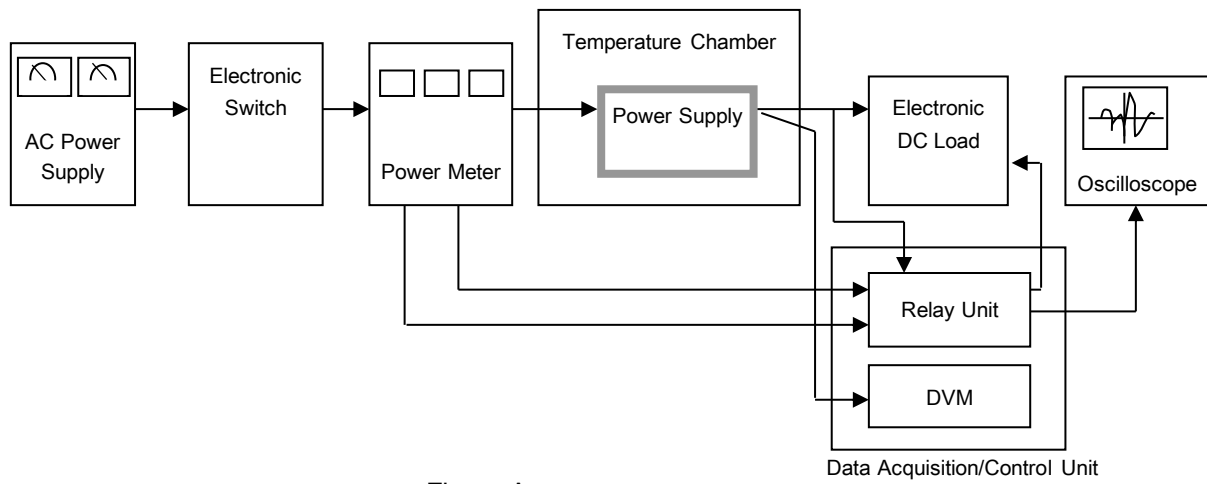 Temperature Chamber
Electronic
Switch
Power Supply
Electronic
DC Load
AC Power
Supply
Power Meter
Oscilloscope
Relay Unit
DVM
Data Acquisition/Control Unit
Figure A